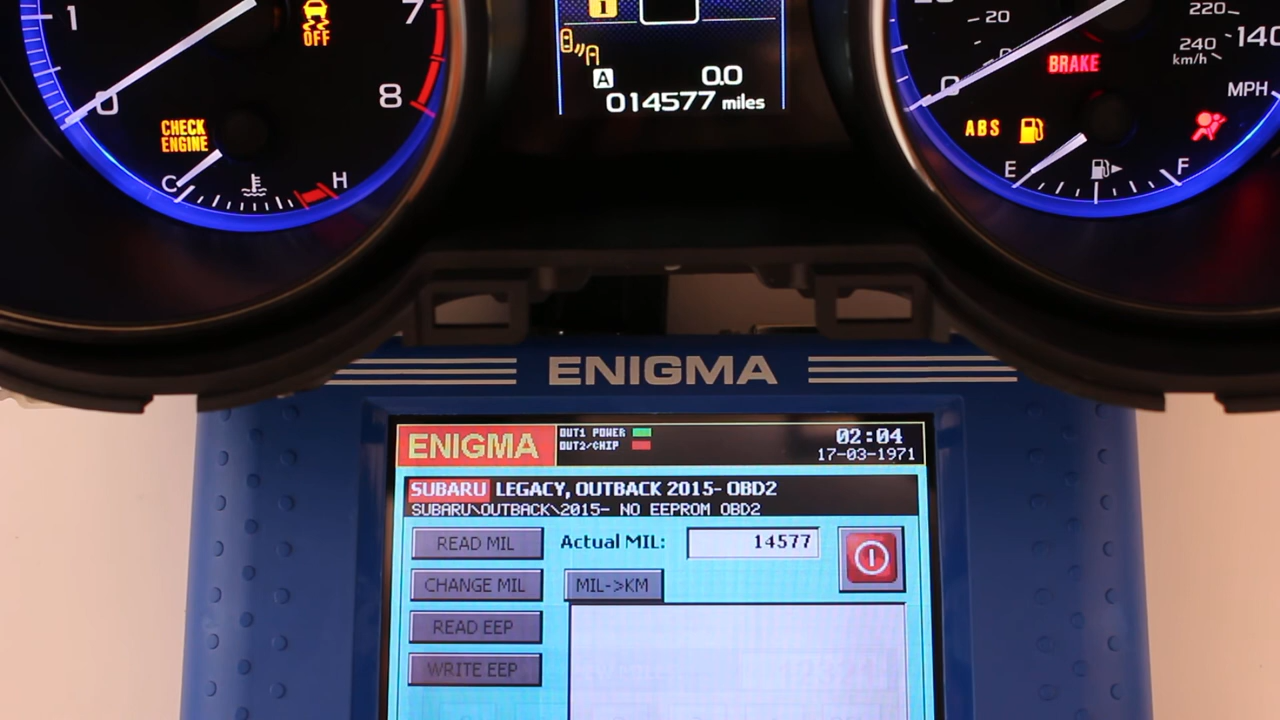 1
0
7
8
OFF
CHECK
ENGINE
C
H
i
A
0.0
014577 miles
20
0
0
220
240
km/h
140
MPH
BRAKE
ABS
E
F
ENIGMA
ENIGMA
OUT1 POWER
OUT2/CHIP
02:04
17-03-1971
SUBARU LEGACY, OUTBACK 2015- OBD2
SUBARU\OUTBACK\2015- NO EEPROM OBD2
READ MIL
Actual MIL: 14577
CHANGE MIL
MIL->KM
READ EEP
WRITE EEP